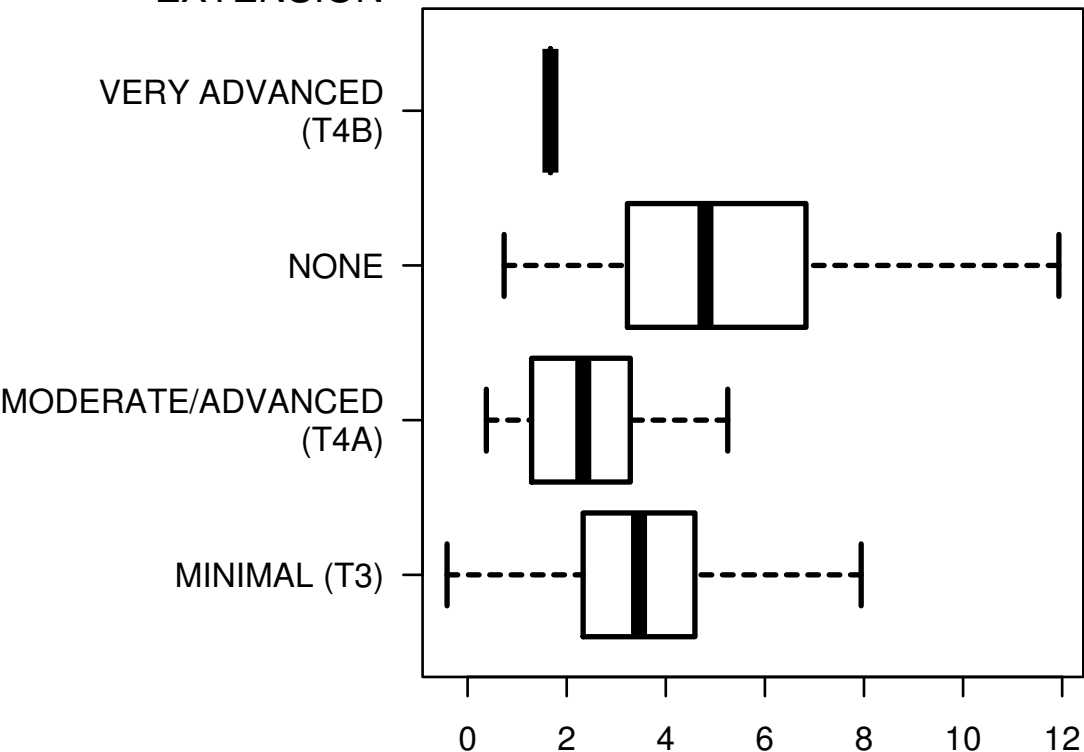 EXTENSION
VERY ADVANCED
(T4B)
NONE
MODERATE/ADVANCED
(T4A)
MINIMAL (T3)
0 2 4 6 8 10 12